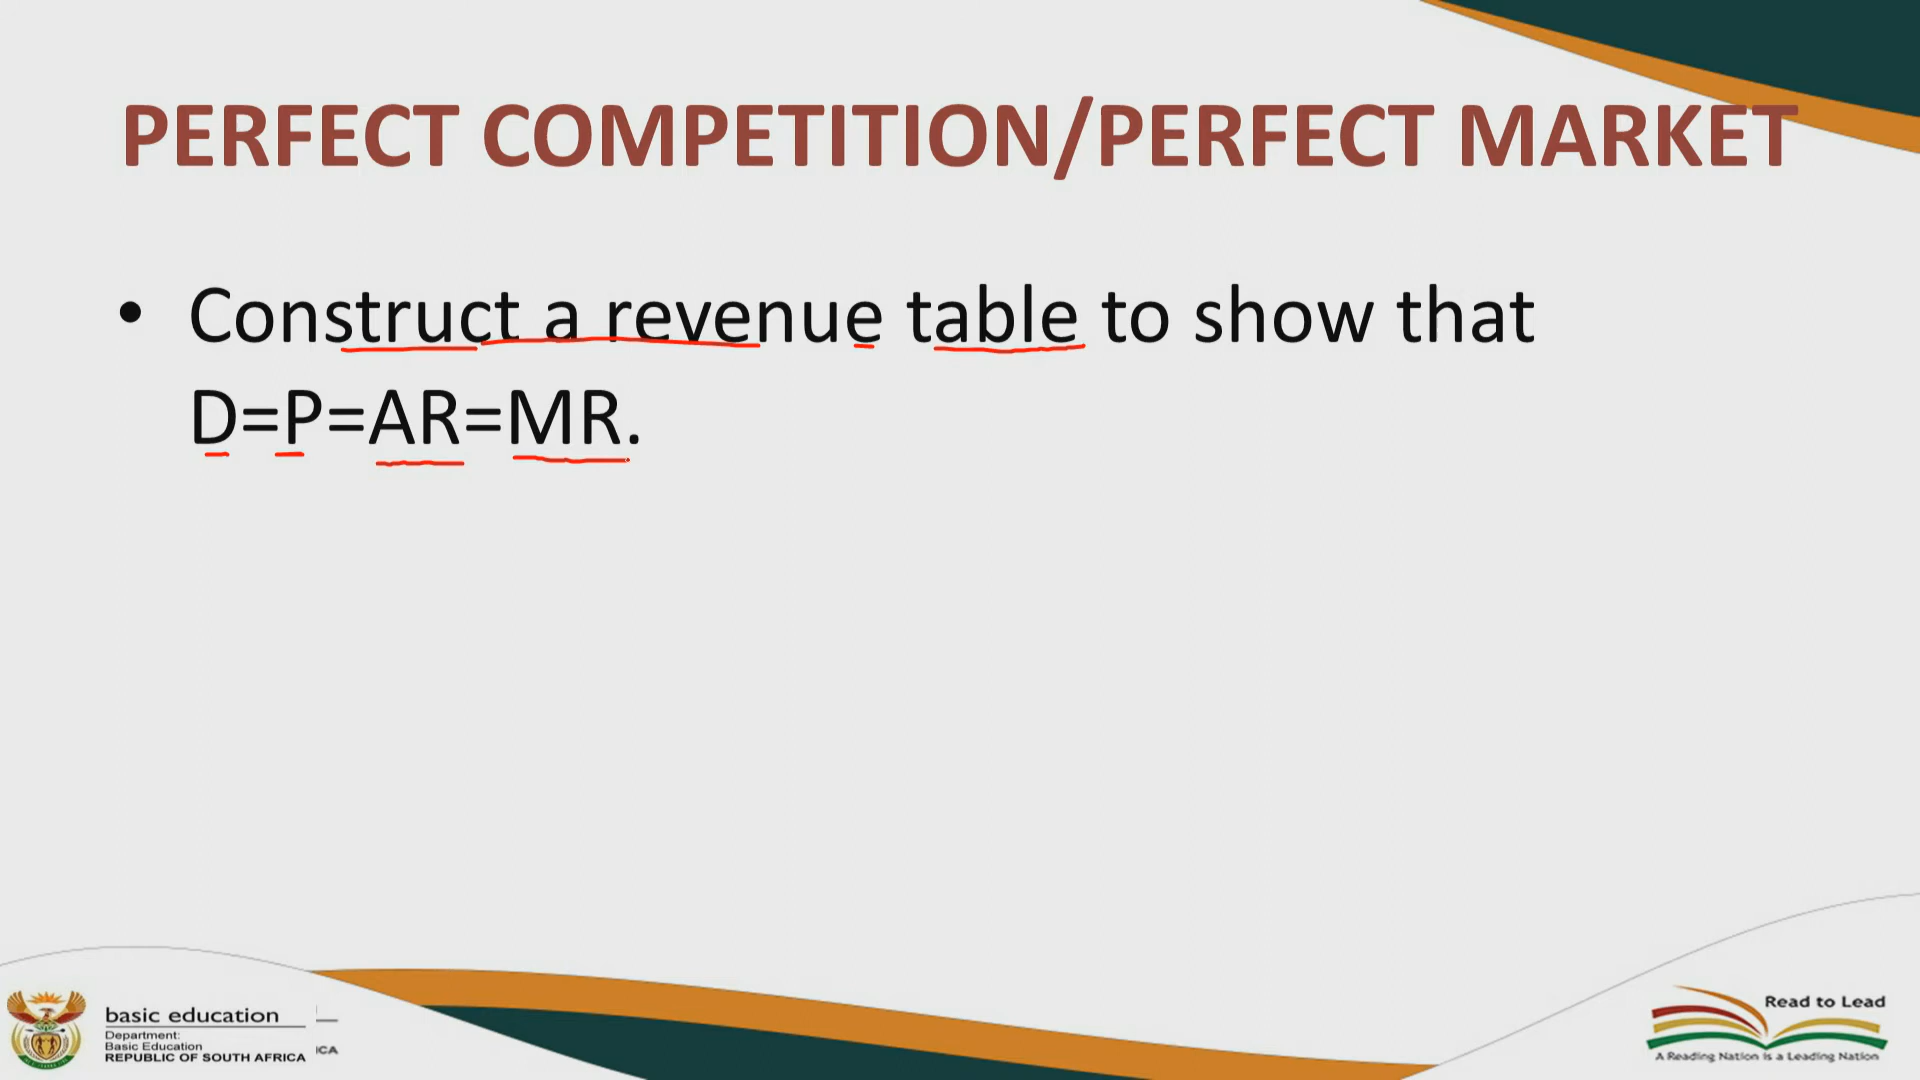 PERFECT COMPETITION/PERFECT MARKET
• Construct a revenue table to show that
D=P=AR=MR.
basic education
Department:
Basic Education
REPUBLIC OF SOUTH AFRICA
ICA
Read to Lead
A Reading Nation is a Leading Nation